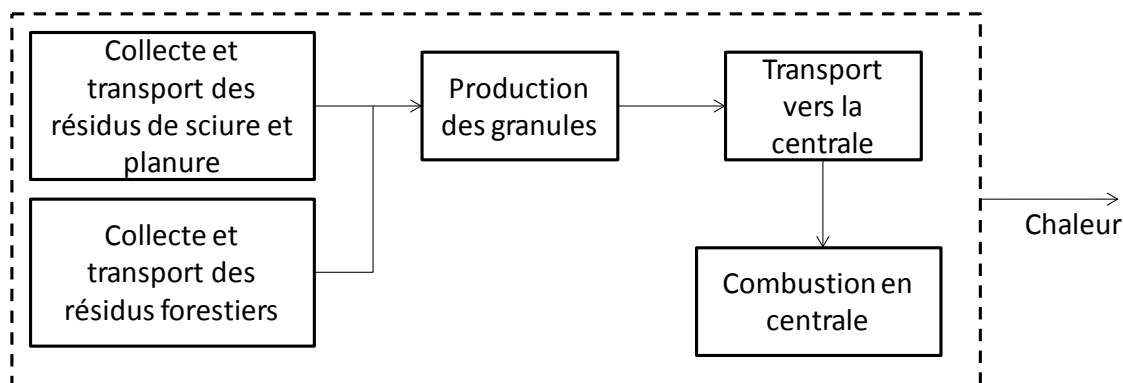 Collecte et
transport des
résidus de sciure et
planure
Production
des granules
Transport
vers la
centrale
Chaleur
Collecte et
transport des
résidus forestiers
Combustion en
centrale